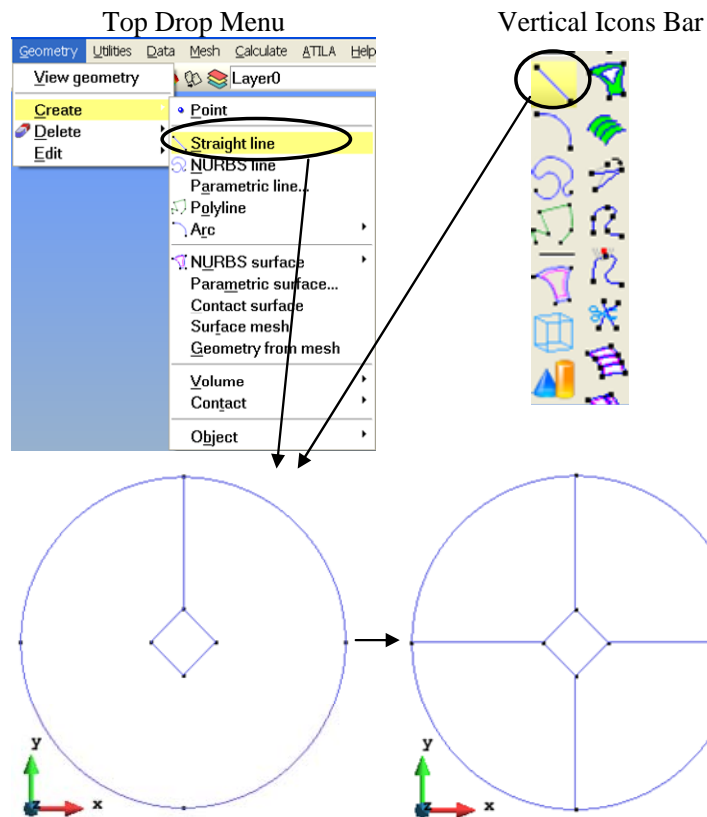 Top Drop Menu
Vertical Icons Bar
Geometry Utilities Data Mesh Calculate ATILA Help
View geometry
Layer0
Create
Delete
Edit
Point
Straight line
NURBS line
Parametric line...
Polyline
Arc
NURBS surface
Parametric surface...
Contact surface
Surface mesh
Geometry from mesh
Volume
Contact
Object
y
z
x
y
z
x